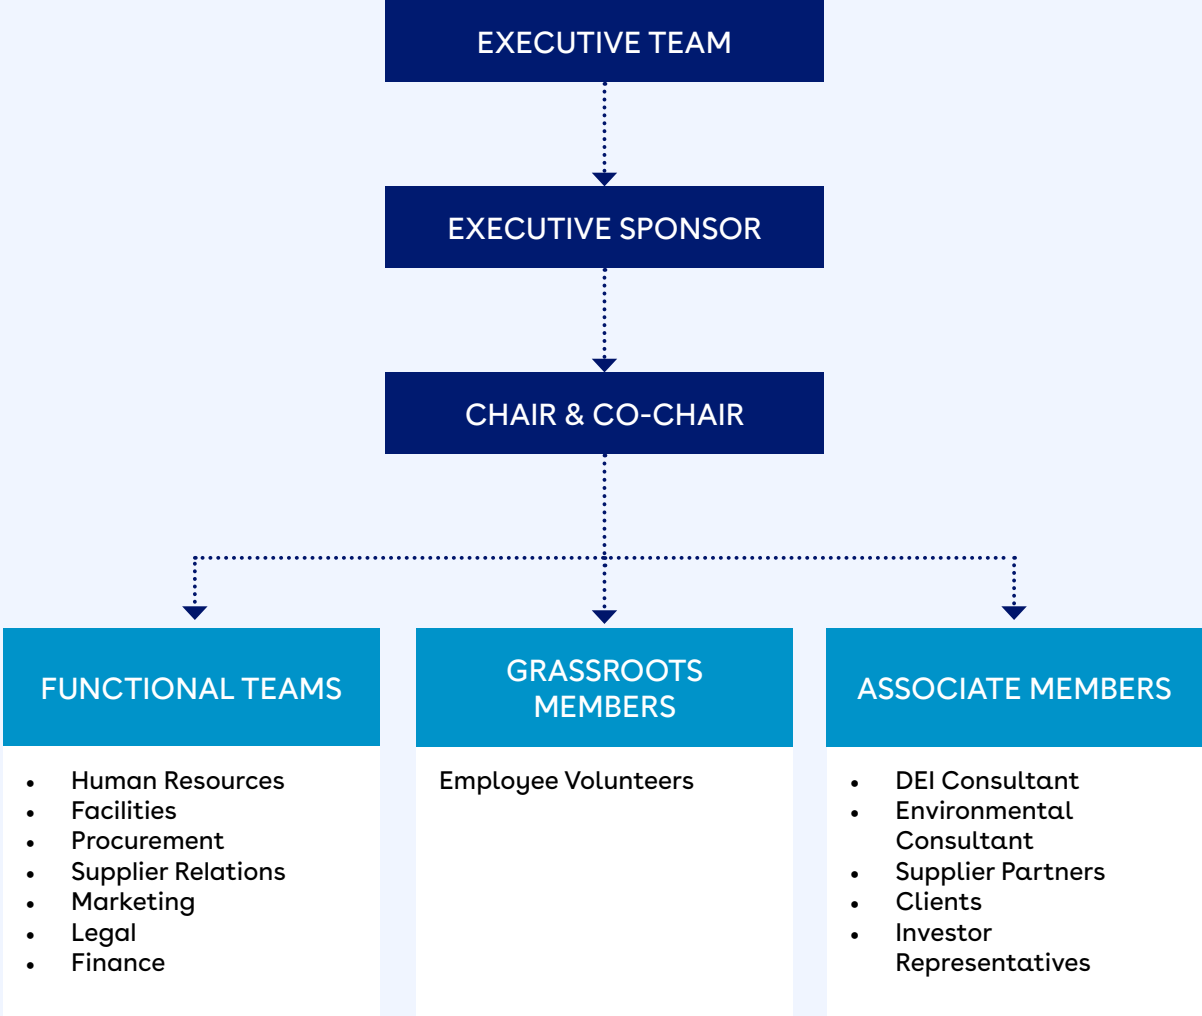 EXECUTIVE TEAM
EXECUTIVE SPONSOR
CHAIR & CO-CHAIR
FUNCTIONAL TEAMS
• Human Resources
• Facilities
• Procurement
• Supplier Relations
• Marketing
• Legal
• Finance
GRASSROOTS
MEMBERS
Employee Volunteers
ASSOCIATE MEMBERS
• DEI Consultant
• Environmental
Consultant
• Supplier Partners
• Clients
• Investor
Representatives